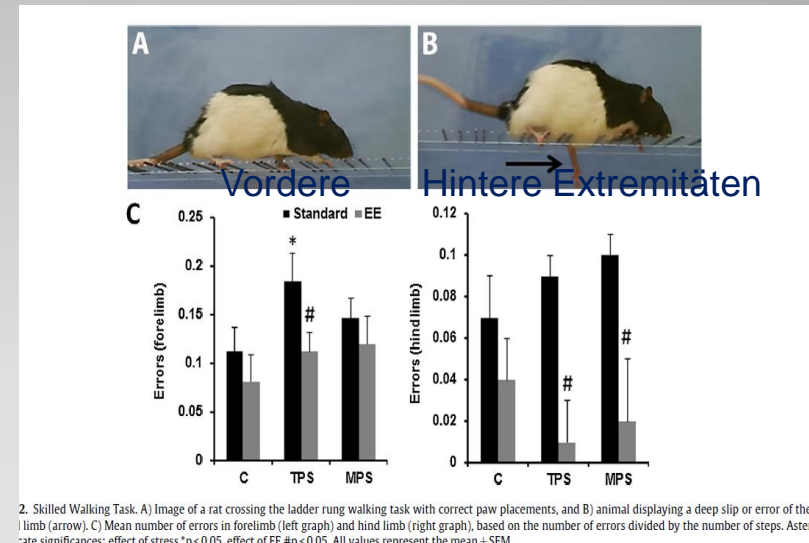 A
B
Vordere
Hintere Extremitäten
C
Standard EE
Errors (fore limb)
0.25
0.2
0.15
0.1
0.05
0
*
#
C TPS MPS
Errors (hind limb)
0.12
0.1
0.08
0.06
0.04
0.02
0
#
#
C TPS MPS
2. Skilled Walking Task. A) Image of a rat crossing the ladder rung walking task with correct paw placements, and B) animal displaying a deep slip or error of the
limb (arrow). C) Mean number of errors in forelimb (left graph) and hind limb (right graph), based on the number of errors divided by the number of steps. Aster
cate significances: effect of stress *p<0.05, effect of EE #p<0.05. All values represent the mean ± SEM.